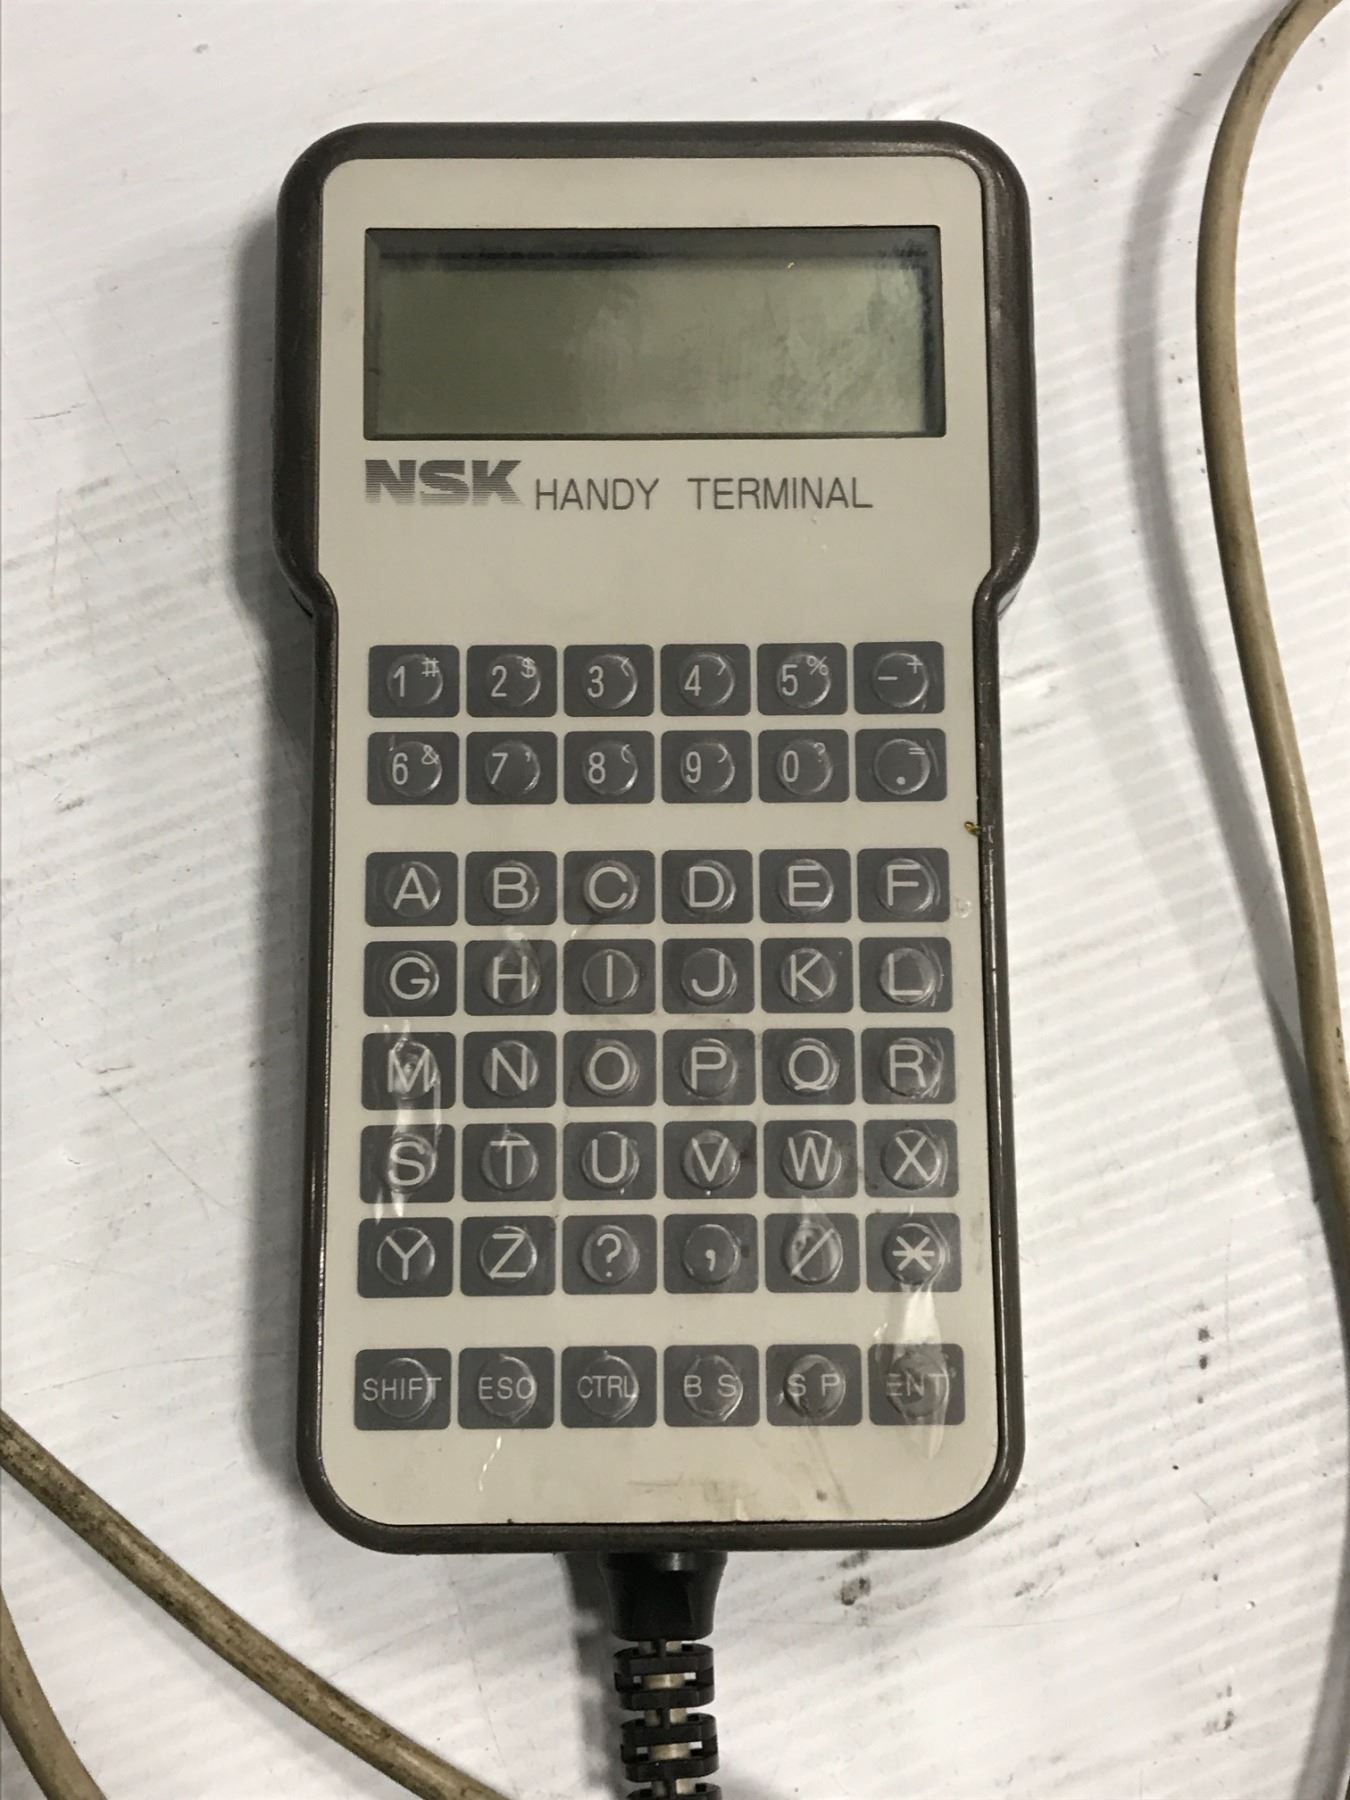 NSK HANDY TERMINAL
1 # 2 $ 3 < 4 > 5 % - +
6 & 7 ' 8 ( 9 ) 0 ? . =
A B C D E F
G H I J K L
M N O P Q R
S T U V W X
Y Z ? , / *
SHIFT ESC CTRL BS SP ENT